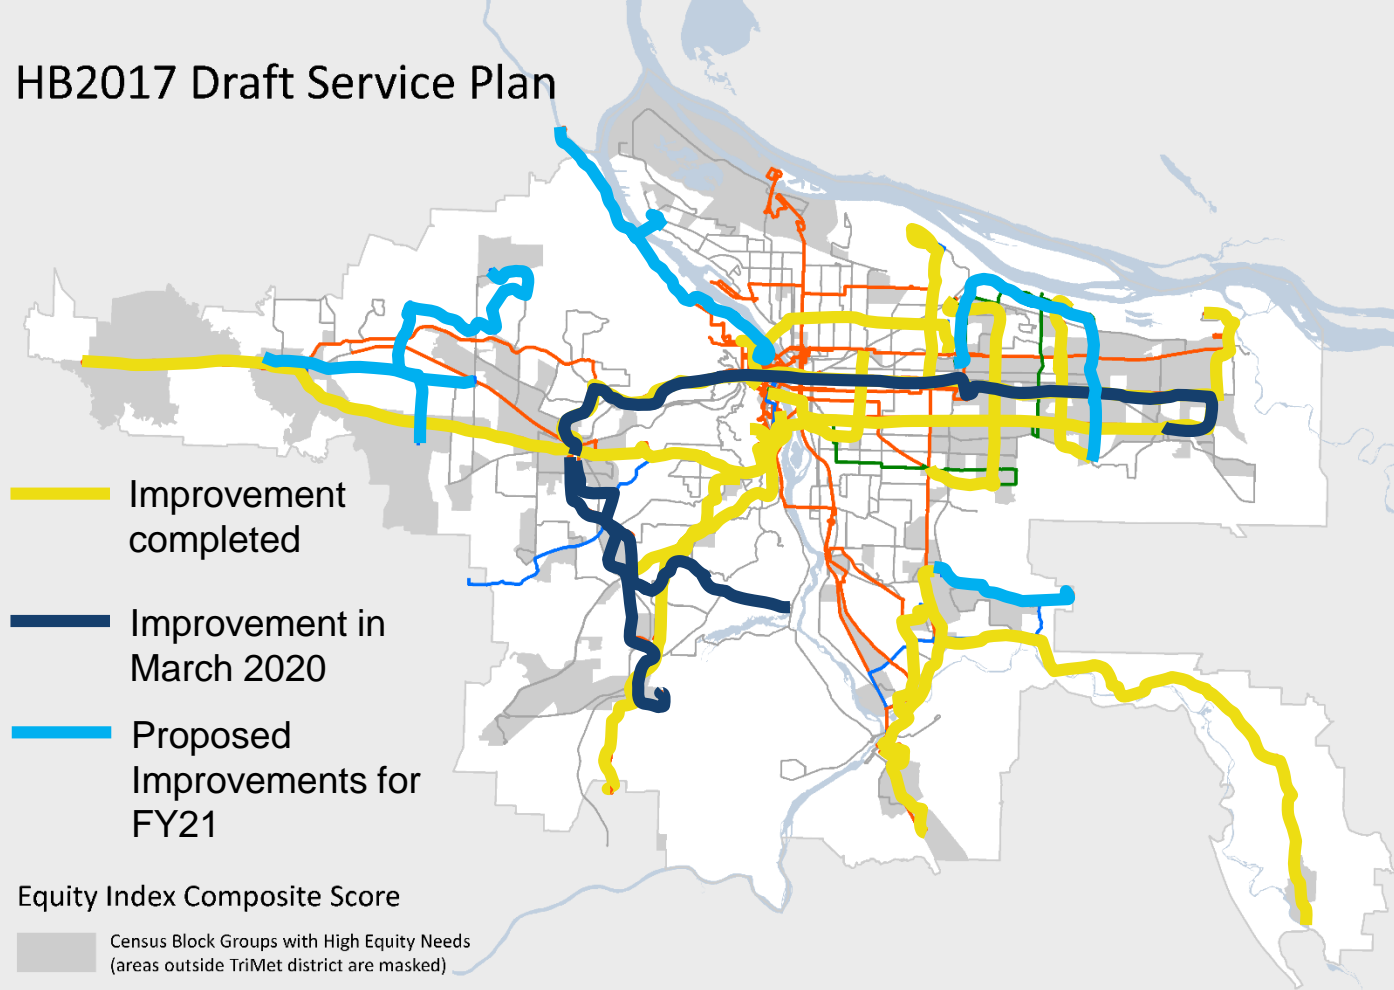 HB2017 Draft Service Plan
Improvement
completed
Improvement in
March 2020
Proposed
Improvements for
FY21
Equity Index Composite Score
Census Block Groups with High Equity Needs
(areas outside TriMet district are masked)